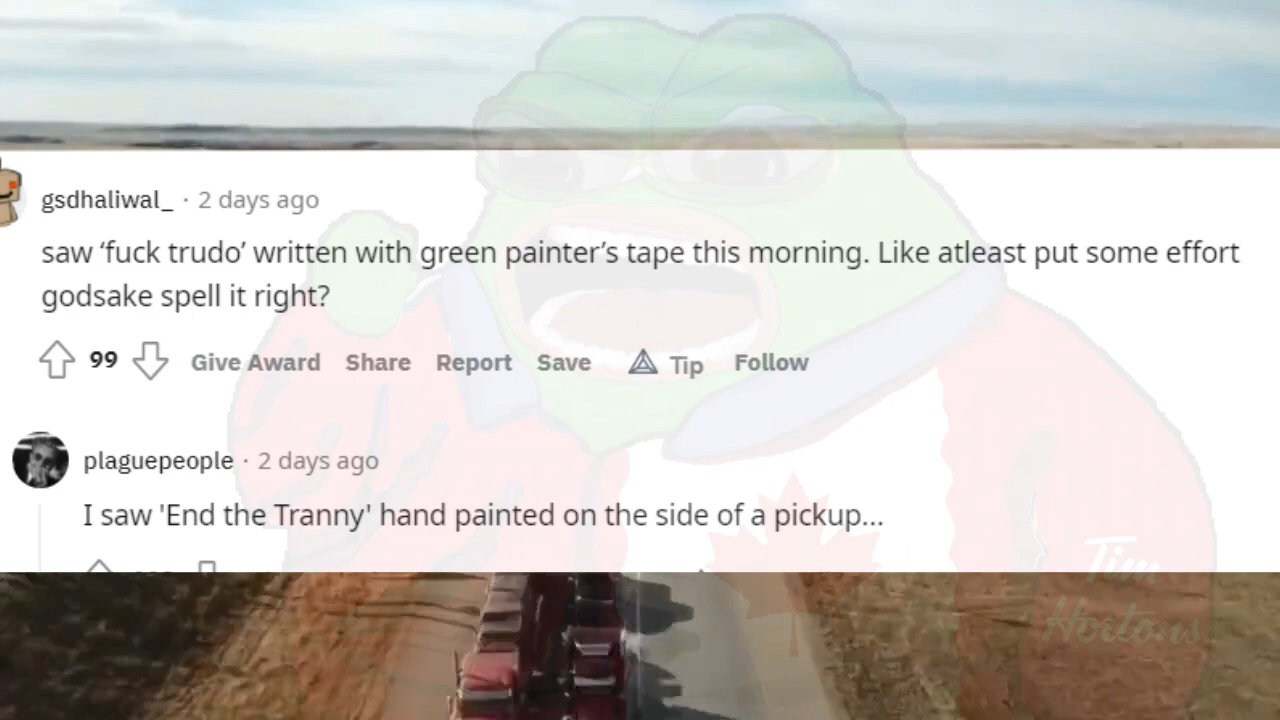 gsdhaliwal_ · 2 days ago
saw ‘fuck trudo’ written with green painter’s tape this morning. Like atleast put some effort
godsake spell it right?
99 Give Award Share Report Save Tip Follow
plaguepeople · 2 days ago
I saw 'End the Tranny' hand painted on the side of a pickup...
Tim
Hortons